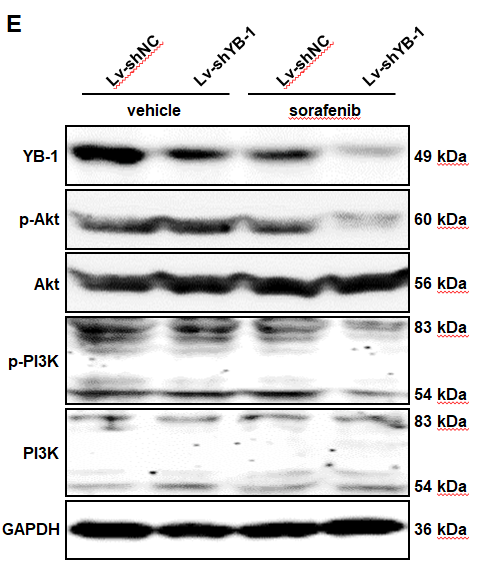 E
Lv-shNC Lv-shYB-1 Lv-shNC Lv-shYB-1
vehicle sorafenib
YB-1 49 kDa
p-Akt 60 kDa
Akt 56 kDa
83 kDa
p-PI3K
54 kDa
83 kDa
PI3K
54 kDa
GAPDH 36 kDa